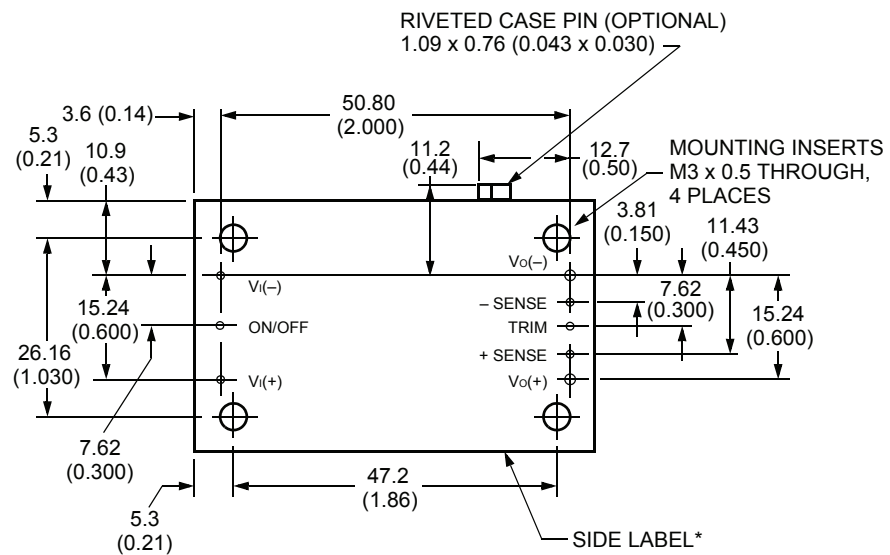 RIVETED CASE PIN (OPTIONAL)
1.09 x 0.76 (0.043 x 0.030)
3.6 (0.14)
50.80
(2.000)
5.3
(0.21)
10.9
(0.43)
11.2
(0.44)
12.7
(0.50)
MOUNTING INSERTS
M3 x 0.5 THROUGH,
4 PLACES
3.81
(0.150)
11.43
(0.450)
VO(–)
VI(–)
15.24
(0.600)
– SENSE
7.62
(0.300)
15.24
(0.600)
ON/OFF
TRIM
26.16
(1.030)
+ SENSE
VI(+)
VO(+)
7.62
(0.300)
47.2
(1.86)
5.3
(0.21)
SIDE LABEL*